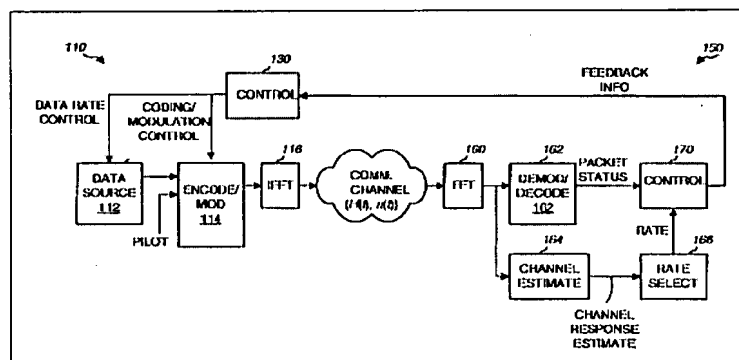 110
130
150
FEEDBACK
INFO
CONTROL
DATA RATE
CONTROL
CODING/
MODULATION
CONTROL
116
160
162
170
DATA
SOURCE
112
ENCODE/
MOD
114
IFFT
COMM.
CHANNEL
FFT
DEMOD/
DECODE
162
PACKET
STATUS
CONTROL
PILOT
RATE
164
166
CHANNEL
ESTIMATE
RATE
SELECT
CHANNEL
RESPONSE
ESTIMATE